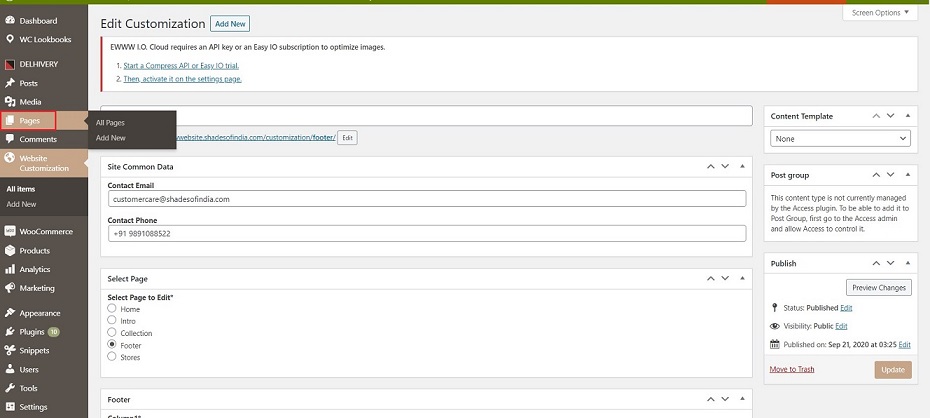 Dashboard
WC Lookbooks
DELHIVERY
Posts
Media
Pages
All Pages
Add New
Comments
Website
Customization
All items
Add New
WooCommerce
Products
Analytics
Marketing
Appearance
Plugins 10
Snippets
Users
Tools
Settings
Screen Options
Edit Customization Add New
EWWW I.O. Cloud requires an API key or an Easy IO subscription to optimize images.
1. Start a Compress API or Easy IO trial.
2. Then, activate it on the settings page.
website.shadesofindia.com/customization/footer/ Edit
Site Common Data
Contact Email
customercare@shadesofindia.com
Contact Phone
+91 9891088522
Select Page
Select Page to Edit*
Home
Intro
Collection
Footer
Stores
Footer
Column1*
Content Template
None
Post group
This content type is not currently managed
by the Access plugin. To be able to add it to
Post Group, first go to the Access admin
and allow Access to control it.
Publish
Preview Changes
Status: Published Edit
Visibility: Public Edit
Published on: Sep 21, 2020 at 03:25 Edit
Move to Trash
Update